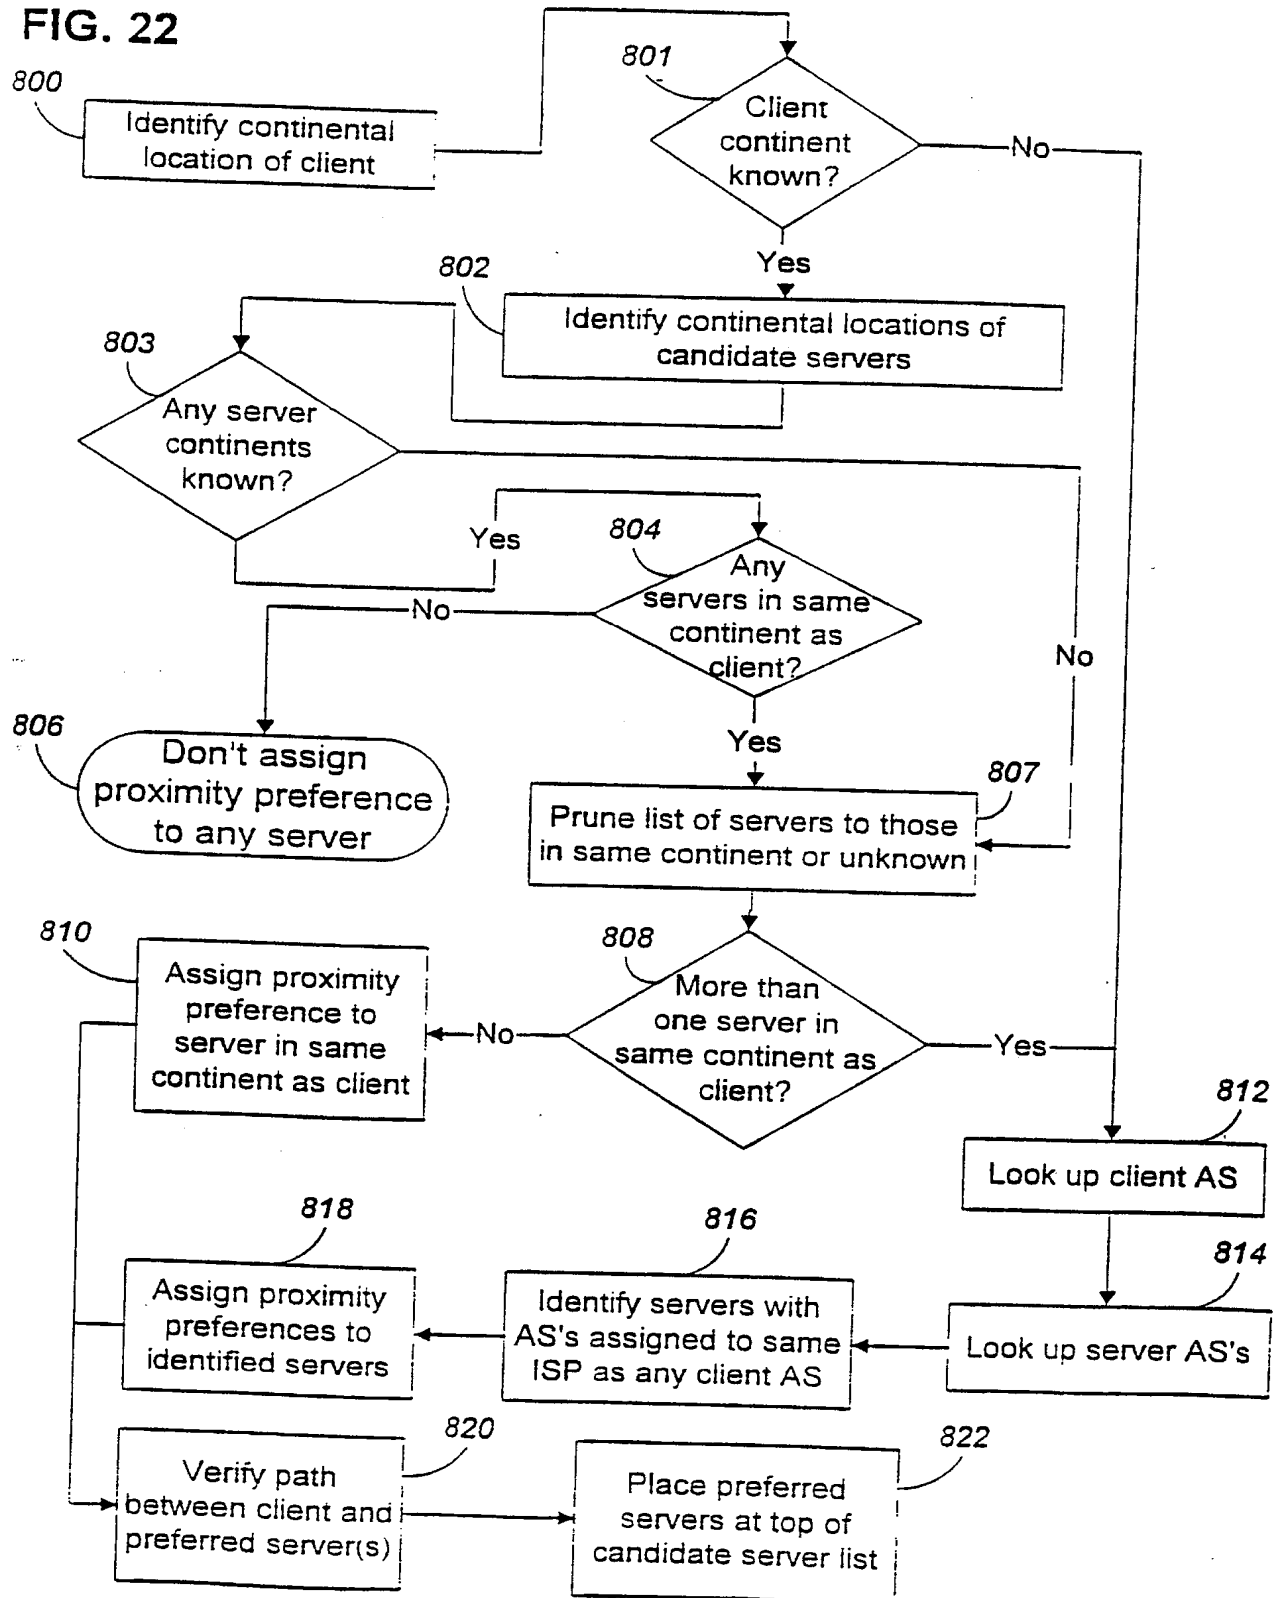 FIG. 22
800
Identify continental
location of client
801
Client
continent
known?
No
Yes
802
Identify continental locations of
candidate servers
803
Any server
continents
known?
Yes
804
Any
servers in same
continent as
client?
No
No
Yes
806
Don't assign
proximity preference
to any server
807
Prune list of servers to those
in same continent or unknown
808
More than
one server in
same continent as
client?
No
Yes
810
Assign proximity
preference to
server in same
continent as client
812
Look up client AS
814
Look up server AS's
816
Identify servers with
AS's assigned to same
ISP as any client AS
818
Assign proximity
preferences to
identified servers
820
Verify path
between client and
preferred server(s)
822
Place preferred
servers at top of
candidate server list